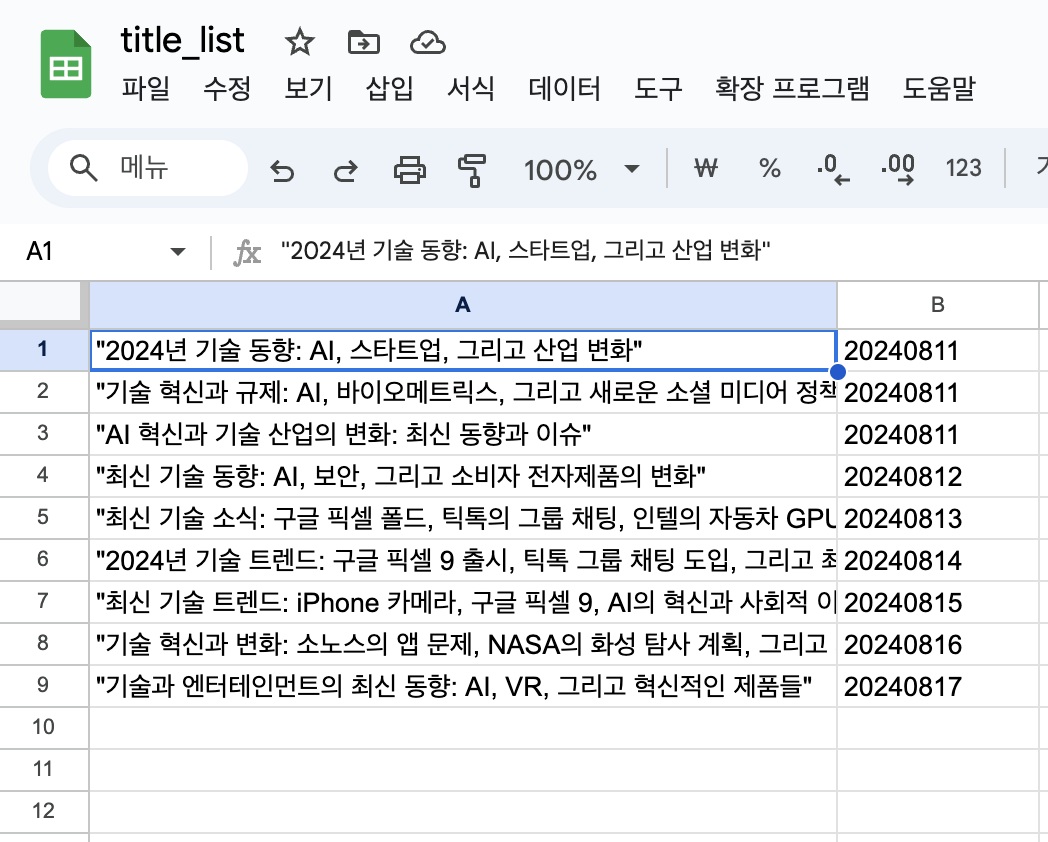 title_list
파일 수정 보기 삽입 서식 데이터 도구 확장 프로그램 도움말
메뉴 100% ₩ % .0 .00 123
A1 fx "2024년 기술 동향: AI, 스타트업, 그리고 산업 변화"
A B
1 "2024년 기술 동향: AI, 스타트업, 그리고 산업 변화" 20240811
2 "기술 혁신과 규제: AI, 바이오메트릭스, 그리고 새로운 소셜 미디어 정책 20240811
3 "AI 혁신과 기술 산업의 변화: 최신 동향과 이슈" 20240811
4 "최신 기술 동향: AI, 보안, 그리고 소비자 전자제품의 변화" 20240812
5 "최신 기술 소식: 구글 픽셀 폴드, 틱톡의 그룹 채팅, 인텔의 자동차 GPU 20240813
6 "2024년 기술 트렌드: 구글 픽셀 9 출시, 틱톡 그룹 채팅 도입, 그리고 20240814
7 "최신 기술 트렌드: iPhone 카메라, 구글 픽셀 9, AI의 혁신과 사회적 20240815
8 "기술 혁신과 변화: 소노스의 앱 문제, NASA의 화성 탐사 계획, 그리고 20240816
9 "기술과 엔터테인먼트의 최신 동향: AI, VR, 그리고 혁신적인 제품들" 20240817
10
11
12